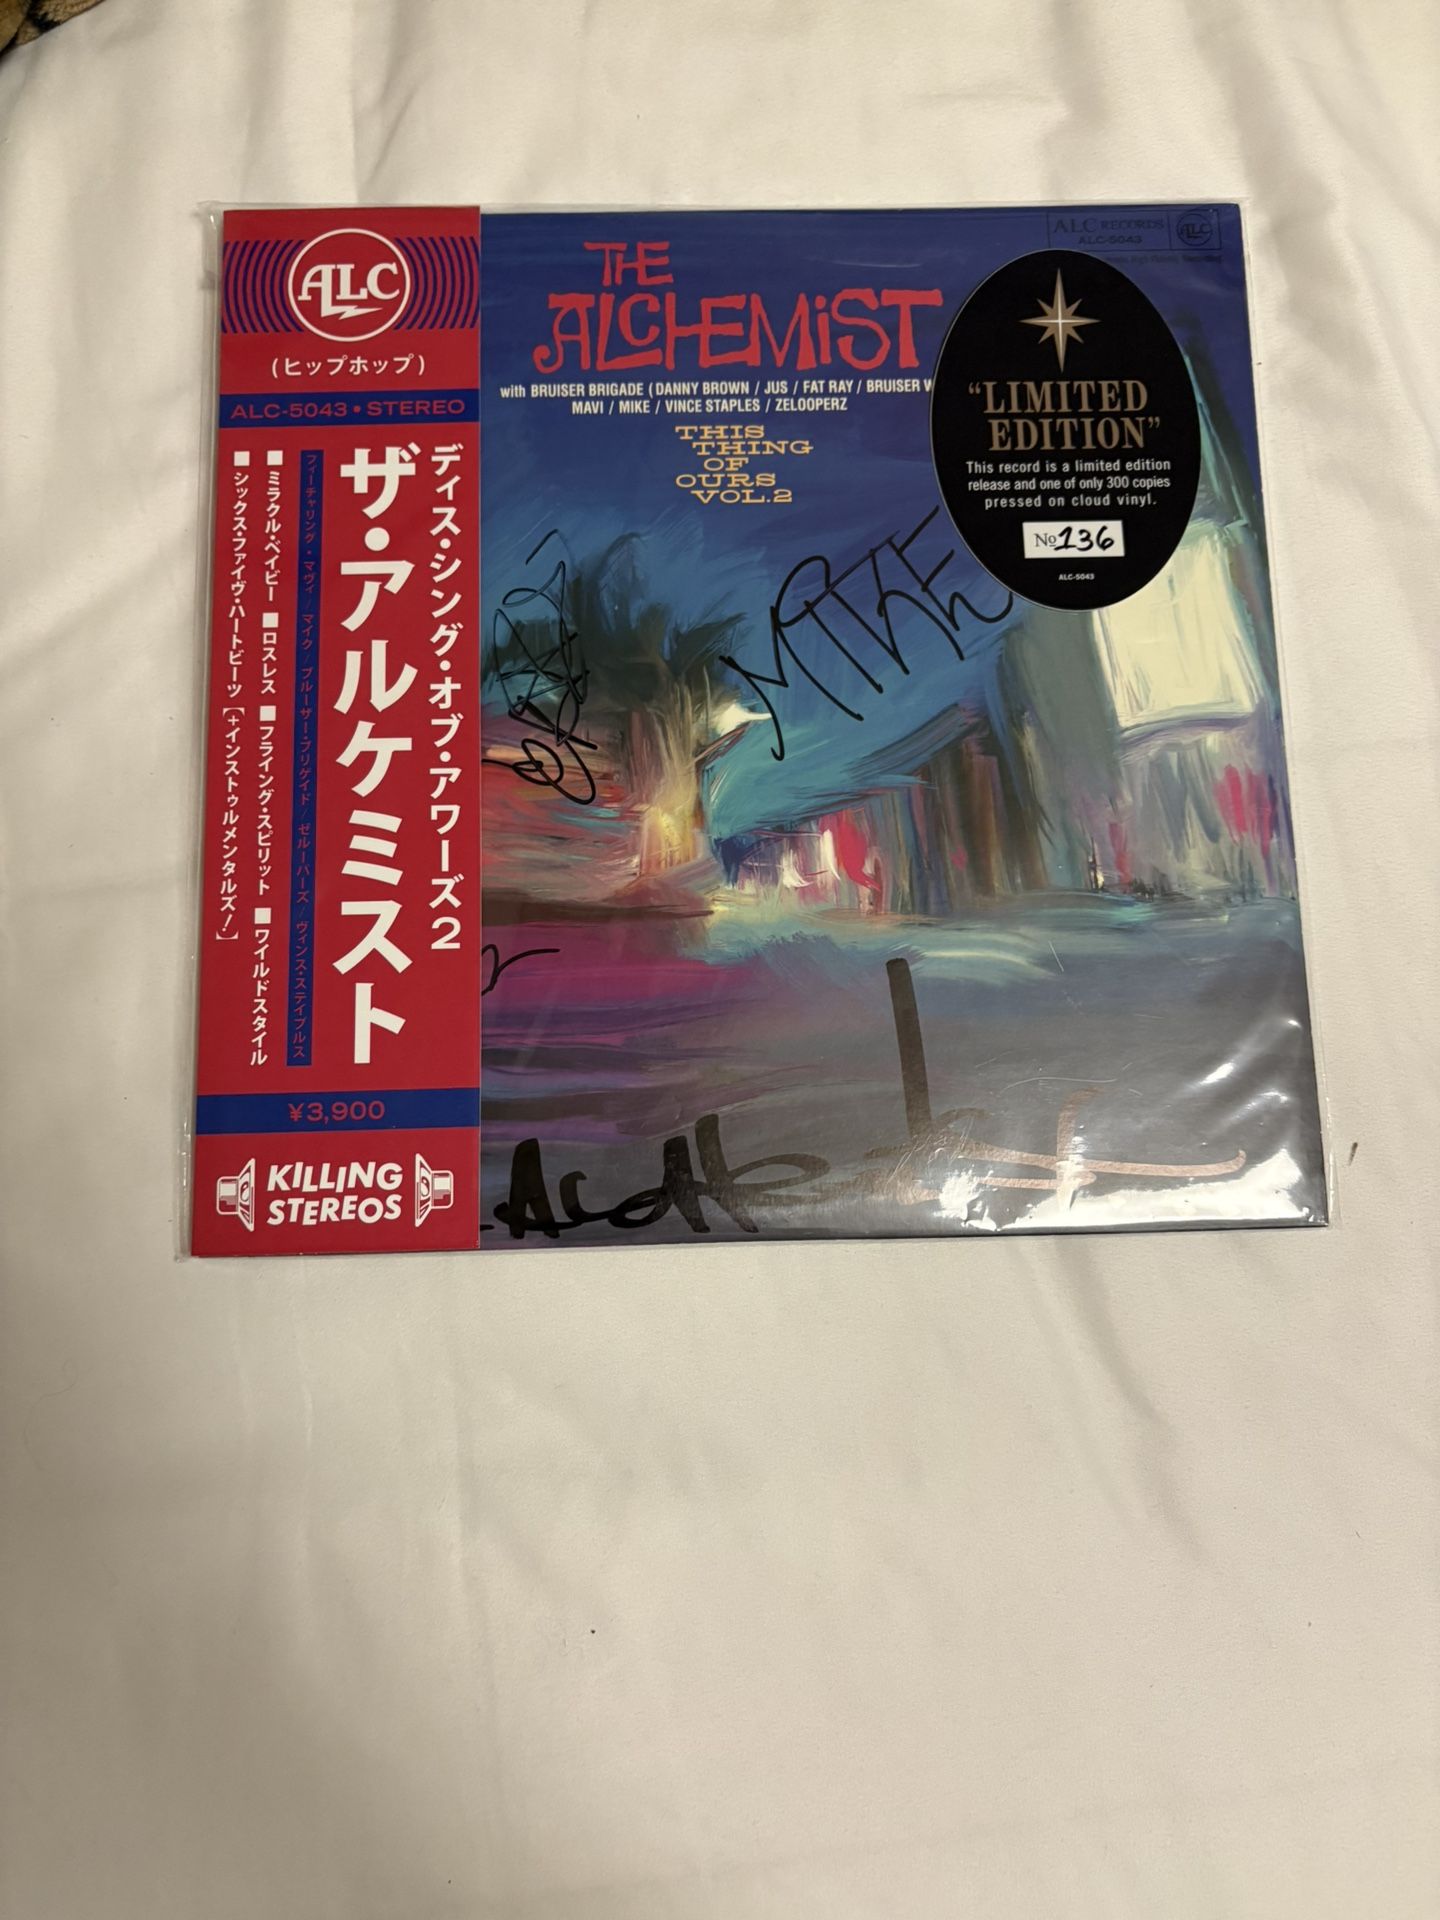 ALC
(ヒップホップ)
ALC-5043 • STEREO
ディス・シング・オブ・アワーズ2
ザ・アルケミスト
フィーチャリング・マヴィ/マイク/ブルーザー・ブリゲイド/ゼルーパーズ/ヴィンス・ステイプルス
■ミラクル・ベイビー ■ロスレス ■フライング・スピリット ■ワイルドスタイル
■シックス・ファイヴ・ハートビーツ【+インストゥルメンタルズ!】
¥3,900
KILLING
STEREOS
THE
ALCHEMiST
with BRUISER BRIGADE (DANNY BROWN / JUS / FAT RAY / BRUISER W
MAVI / MIKE / VINCE STAPLES / ZELOOPERZ
THIS
THING
OF
OURS
VOL.2
ALC RECORDS
ALC-5043
ALC
"LIMITED
EDITION"
This record is a limited edition
release and one of only 300 copies
pressed on cloud vinyl.
No 136
ALC-5043
MIKE